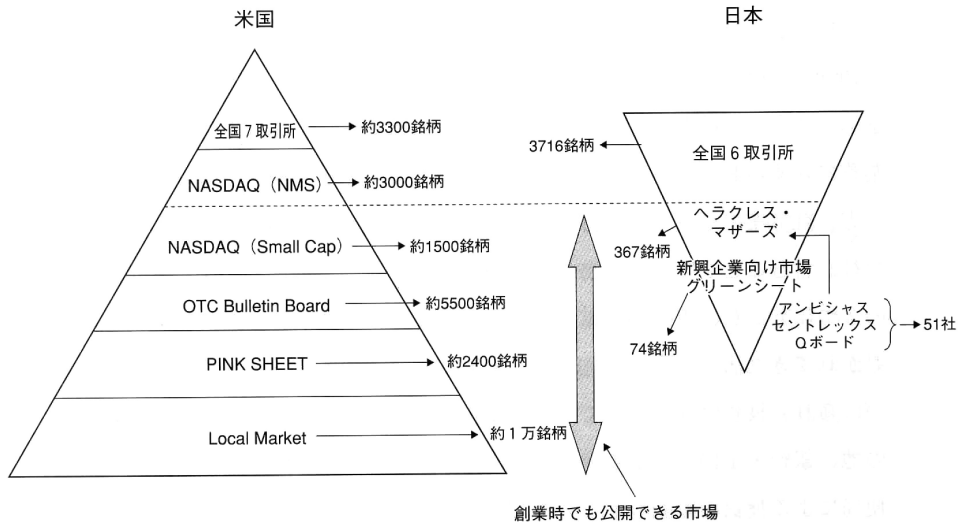 米国
全国7取引所
約3300銘柄
NASDAQ（NMS）
約3000銘柄
NASDAQ（Small Cap）
約1500銘柄
OTC Bulletin Board
約5500銘柄
PINK SHEET
約2400銘柄
Local Market
約1万銘柄
創業時でも公開できる市場
日本
3716銘柄
全国6取引所
ヘラクレス・
マザーズ
367銘柄
新興企業向け市場
グリーンシート
74銘柄
アンビシャス
セントレックス
Qボード
51社